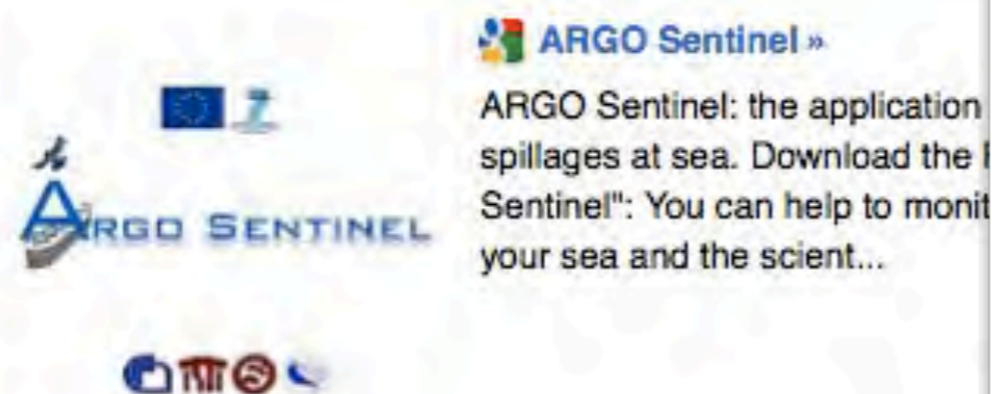 ARGO Sentinel »
ARGO Sentinel: the application
spillages at sea. Download the
Sentinel": You can help to monit
your sea and the scient...
7
ARGO SENTINEL